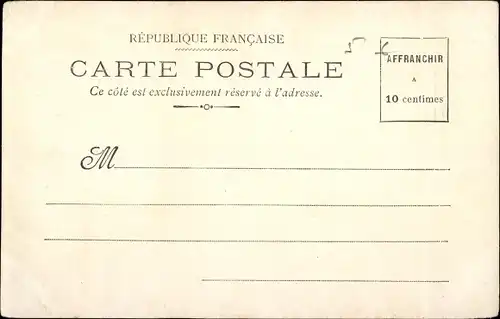 RÉPUBLIQUE FRANÇAISE
CARTE POSTALE
Ce côté est exclusivement réservé à l'adresse.
AFFRANCHIR
A
10 centimes
M